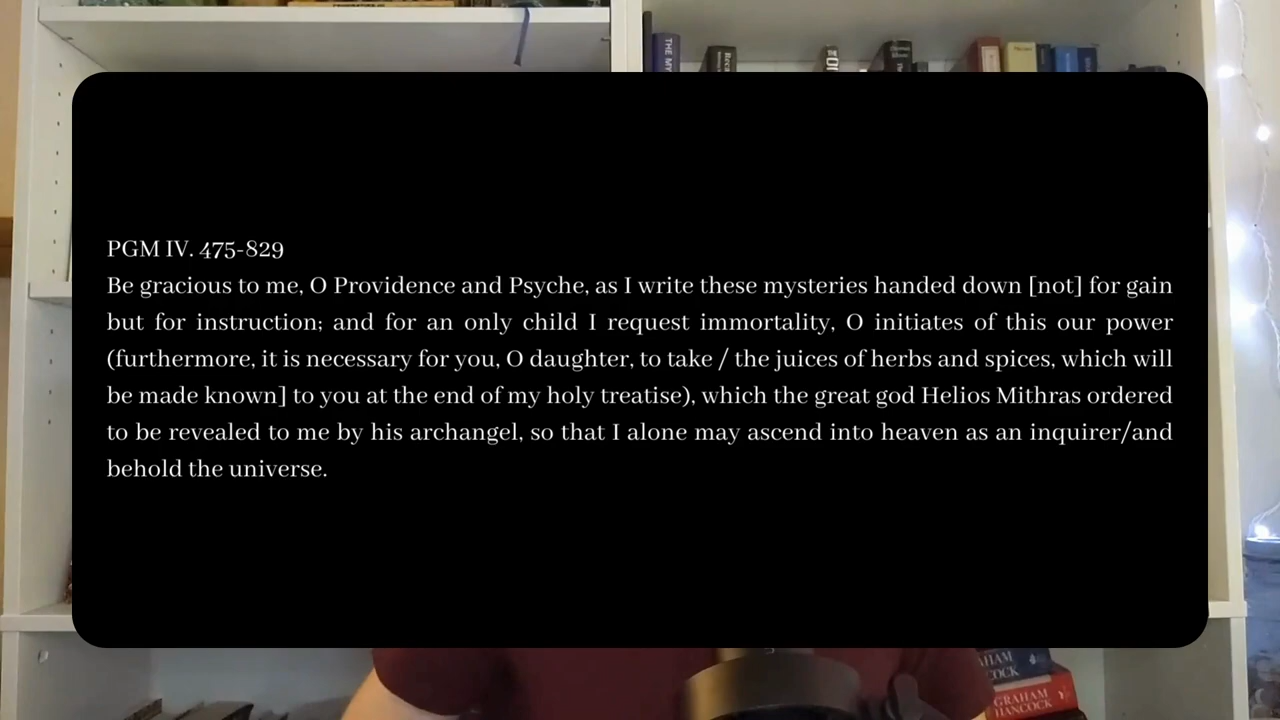 THE MY
PGM IV. 475-829
Be gracious to me, O Providence and Psyche, as I write these mysteries handed down [not] for gain
but for instruction; and for an only child I request immortality, O initiates of this our power
(furthermore, it is necessary for you, O daughter, to take / the juices of herbs and spices, which will
be made known] to you at the end of my holy treatise), which the great god Helios Mithras ordered
to be revealed to me by his archangel, so that I alone may ascend into heaven as an inquirer/and
behold the universe.
AHAM
COCK
GRAHAM
HANCOCK